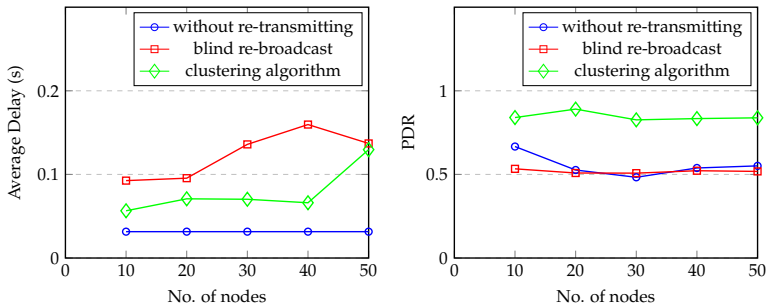 without re-transmitting
blind re-broadcast
clustering algorithm
0.2
0.1
0
Average Delay (s)
0 10 20 30 40 50
No. of nodes
without re-transmitting
blind re-broadcast
clustering algorithm
1
0.5
0
PDR
0 10 20 30 40 50
No. of nodes